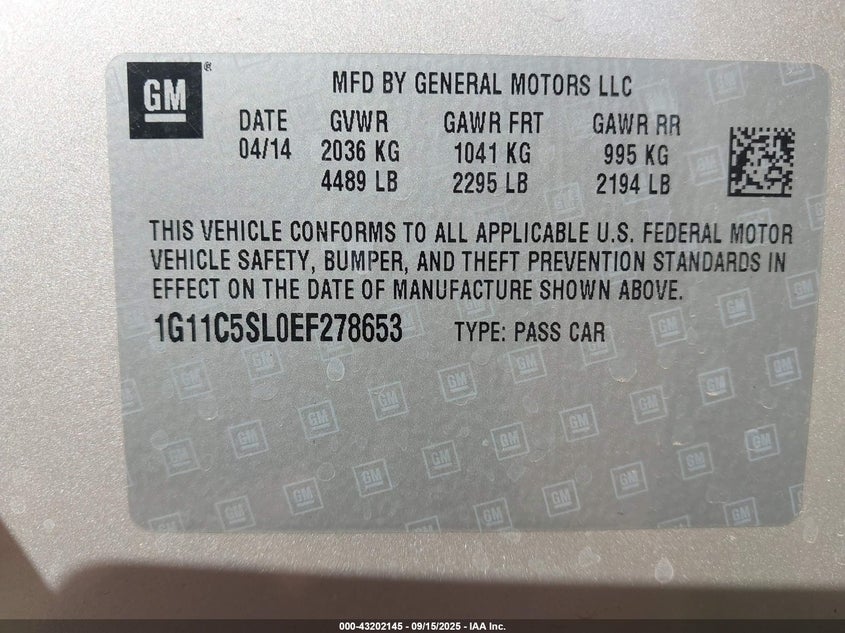 GM®
MFD BY GENERAL MOTORS LLC
DATE GVWR GAWR FRT GAWR RR
04/14 2036 KG 1041 KG 995 KG
4489 LB 2295 LB 2194 LB
THIS VEHICLE CONFORMS TO ALL APPLICABLE U.S. FEDERAL MOTOR
VEHICLE SAFETY, BUMPER, AND THEFT PREVENTION STANDARDS IN
EFFECT ON THE DATE OF MANUFACTURE SHOWN ABOVE.
1G11C5SL0EF278653 TYPE: PASS CAR
000-43202145 - 09/15/2025 - IAA Inc.